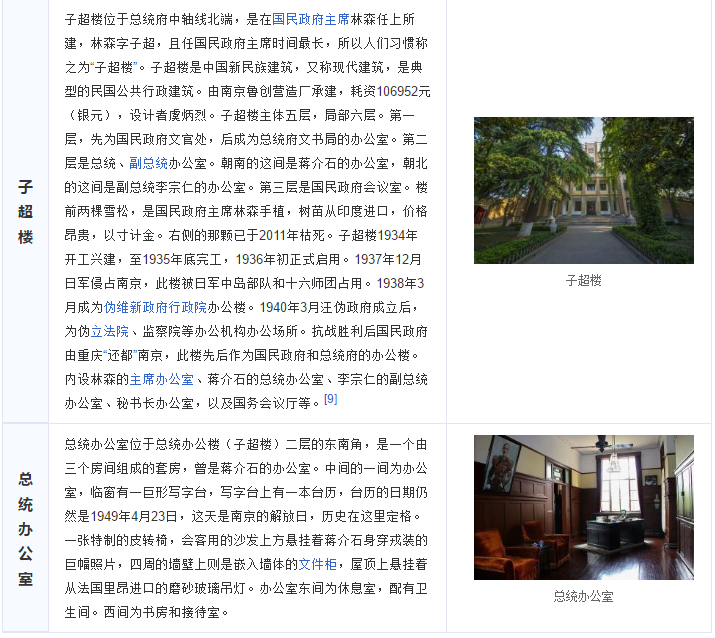 子超楼
子超楼位于总统府中轴线北端，是在国民政府主席林森任上所
建，林森字子超，且任国民政府主席时间最长，所以人们习惯称
之为“子超楼”。子超楼是中国新民族建筑，又称现代建筑，是典
型的民国公共行政建筑。由南京鲁创营造厂承建，耗资106952元
（银元），设计者虞炳烈。子超楼主体五层，局部六层。第一
层，先为国民政府文官处，后成为总统府文书局的办公室。第二
层是总统、副总统办公室。朝南的这间是蒋介石的办公室，朝北
的这间是副总统李宗仁的办公室。第三层是国民政府会议室。楼
前两棵雪松，是国民政府主席林森手植，树苗从印度进口，价格
昂贵，以寸计金。右侧的那颗已于2011年枯死。子超楼1934年
开工兴建，至1935年底完工，1936年初正式启用。1937年12月
日军侵占南京，此楼被日军中岛部队和十六师团占用。1938年3
月成为伪维新政府行政院办公楼。1940年3月汪伪政府成立后，
为伪立法院、监察院等办公机构办公场所。抗战胜利后国民政府
由重庆“还都”南京，此楼先后作为国民政府和总统府的办公楼。
内设林森的主席办公室、蒋介石的总统办公室、李宗仁的副总统
办公室、秘书长办公室，以及国务会议厅等。[9]
子超楼
总统办公室
总统办公室位于总统办公楼（子超楼）二层的东南角，是一个由
三个房间组成的套房，曾是蒋介石的办公室。中间的一间为办公
室，临窗有一巨形写字台，写字台上有一本台历，台历的日期仍
然是1949年4月23日，这天是南京的解放日，历史在这里定格。
一张特制的皮转椅，会客用的沙发上方悬挂着蒋介石身穿戎装的
巨幅照片，四周的墙壁上则是嵌入墙体的文件柜，屋顶上悬挂着
从法国里昂进口的磨砂玻璃吊灯。办公室东间为休息室，配有卫
生间。西间为书房和接待室。
总统办公室